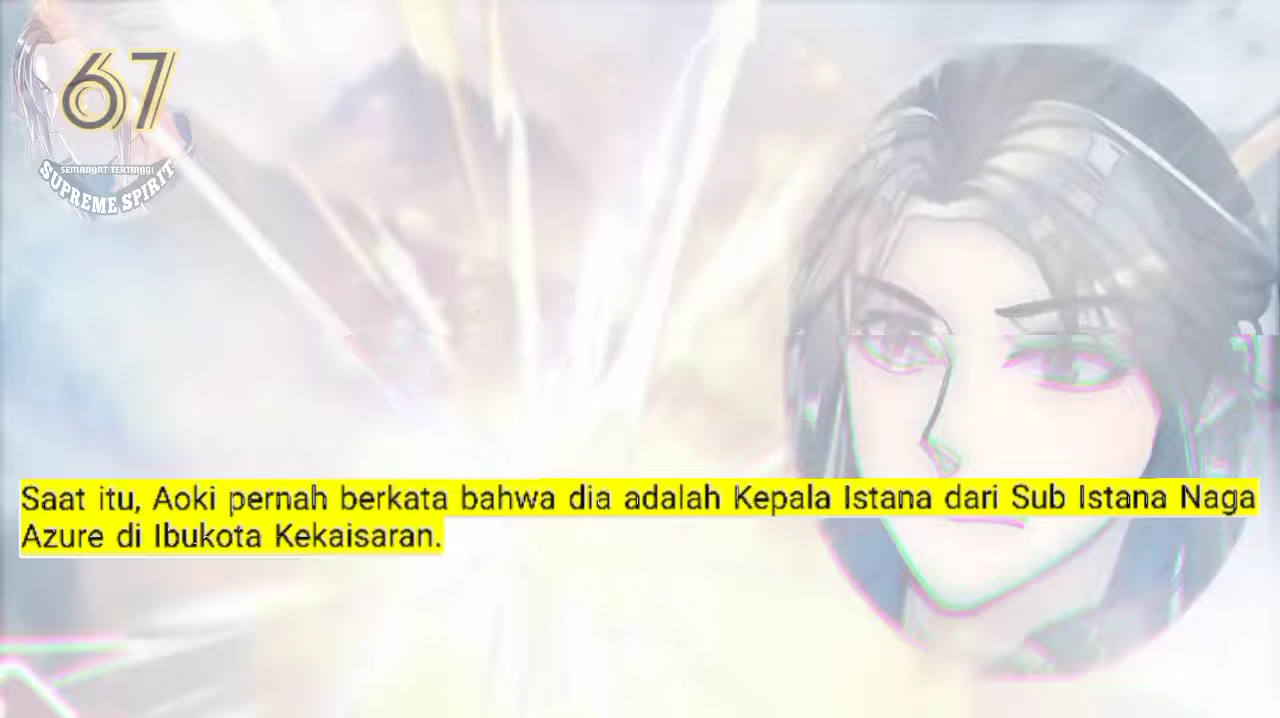 67
SEMANGAT TERTINGGI
SUPREME SPIRIT
Saat itu, Aoki pernah berkata bahwa dia adalah Kepala Istana dari Sub Istana Naga
Azure di Ibukota Kekaisaran.